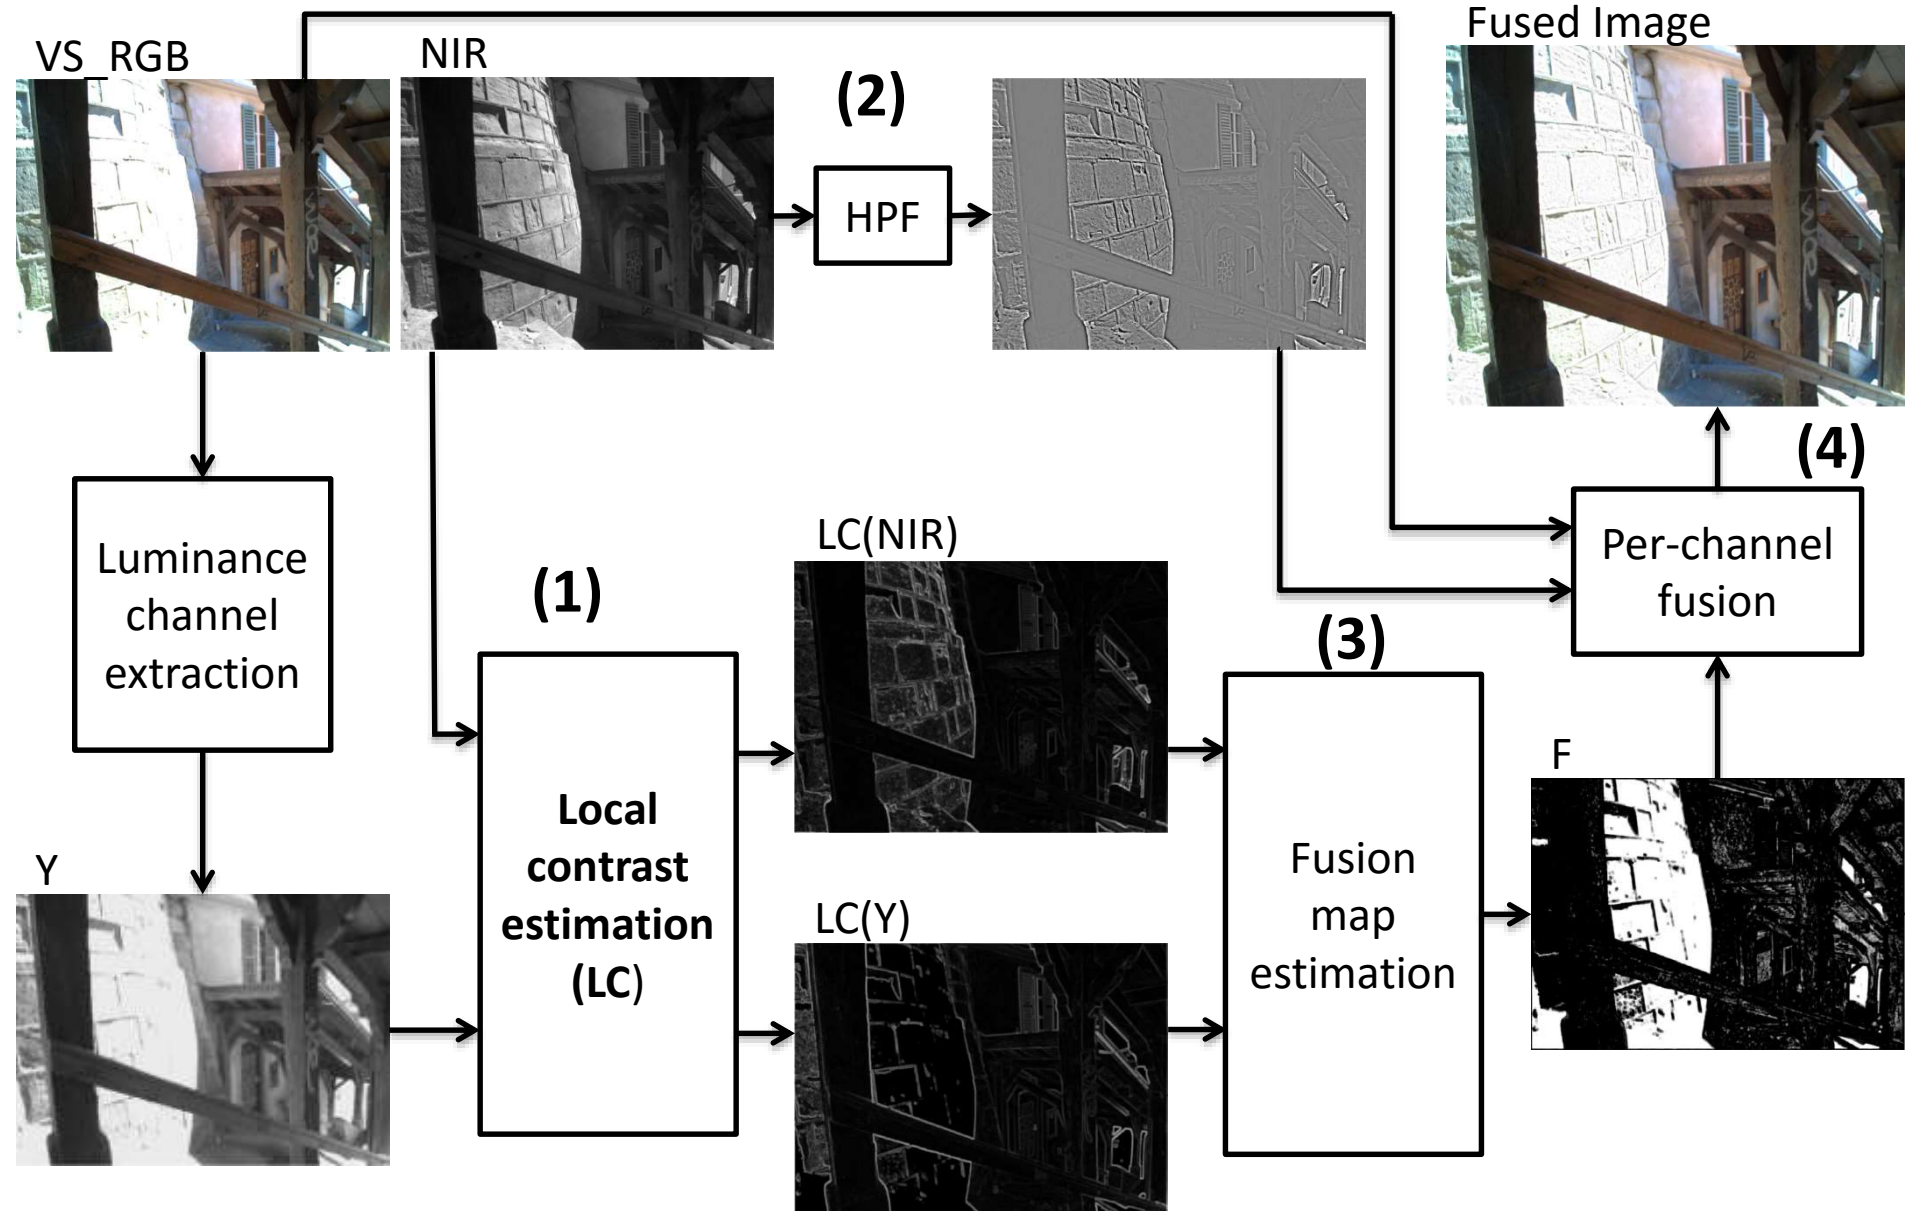 VS_RGB
NIR
(2)
HPF
Fused Image
(4)
Per-channel
fusion
Luminance
channel
extraction
(1)
LC(NIR)
(3)
Local
contrast
estimation
(LC)
Fusion
map
estimation
F
Y
LC(Y)